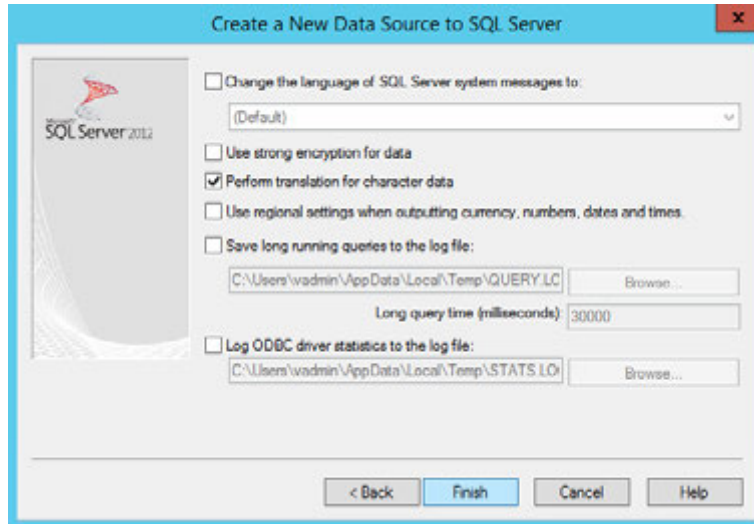 Create a New Data Source to SQL Server
x
Microsoft
SQL Server 2012
Change the language of SQL Server system messages to:
(Default)
Use strong encryption for data
Perform translation for character data
Use regional settings when outputting currency, numbers, dates and times.
Save long running queries to the log file:
C:\Users\vadmin\AppData\Local\Temp\QUERY.LO
Browse...
Long query time (milliseconds): 30000
Log ODBC driver statistics to the log file:
C:\Users\vadmin\AppData\Local\Temp\STATS.LO
Browse...
< Back Finish Cancel Help